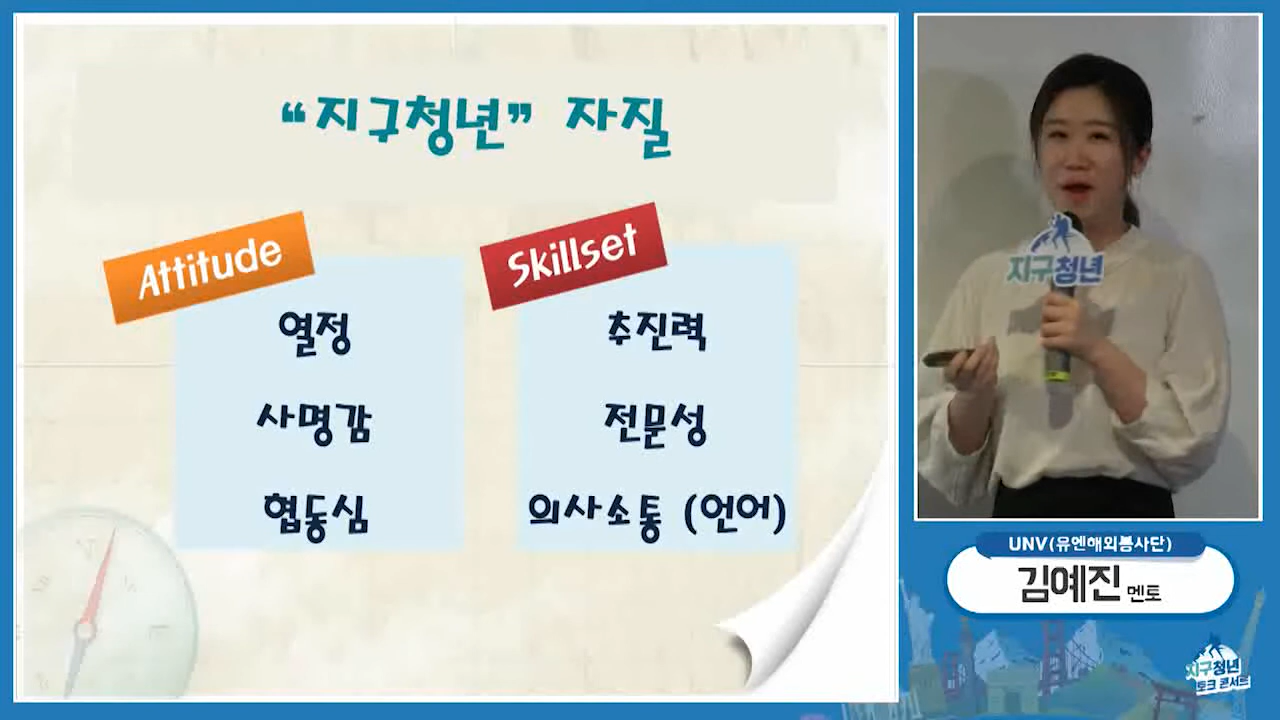 “지구청년” 자질
Attitude
열정
사명감
협동심
Skillset
추진력
전문성
의사소통 (언어)
지구청년
UNV(유엔해외봉사단)
김예진 멘토
지구청년
토크 콘서트